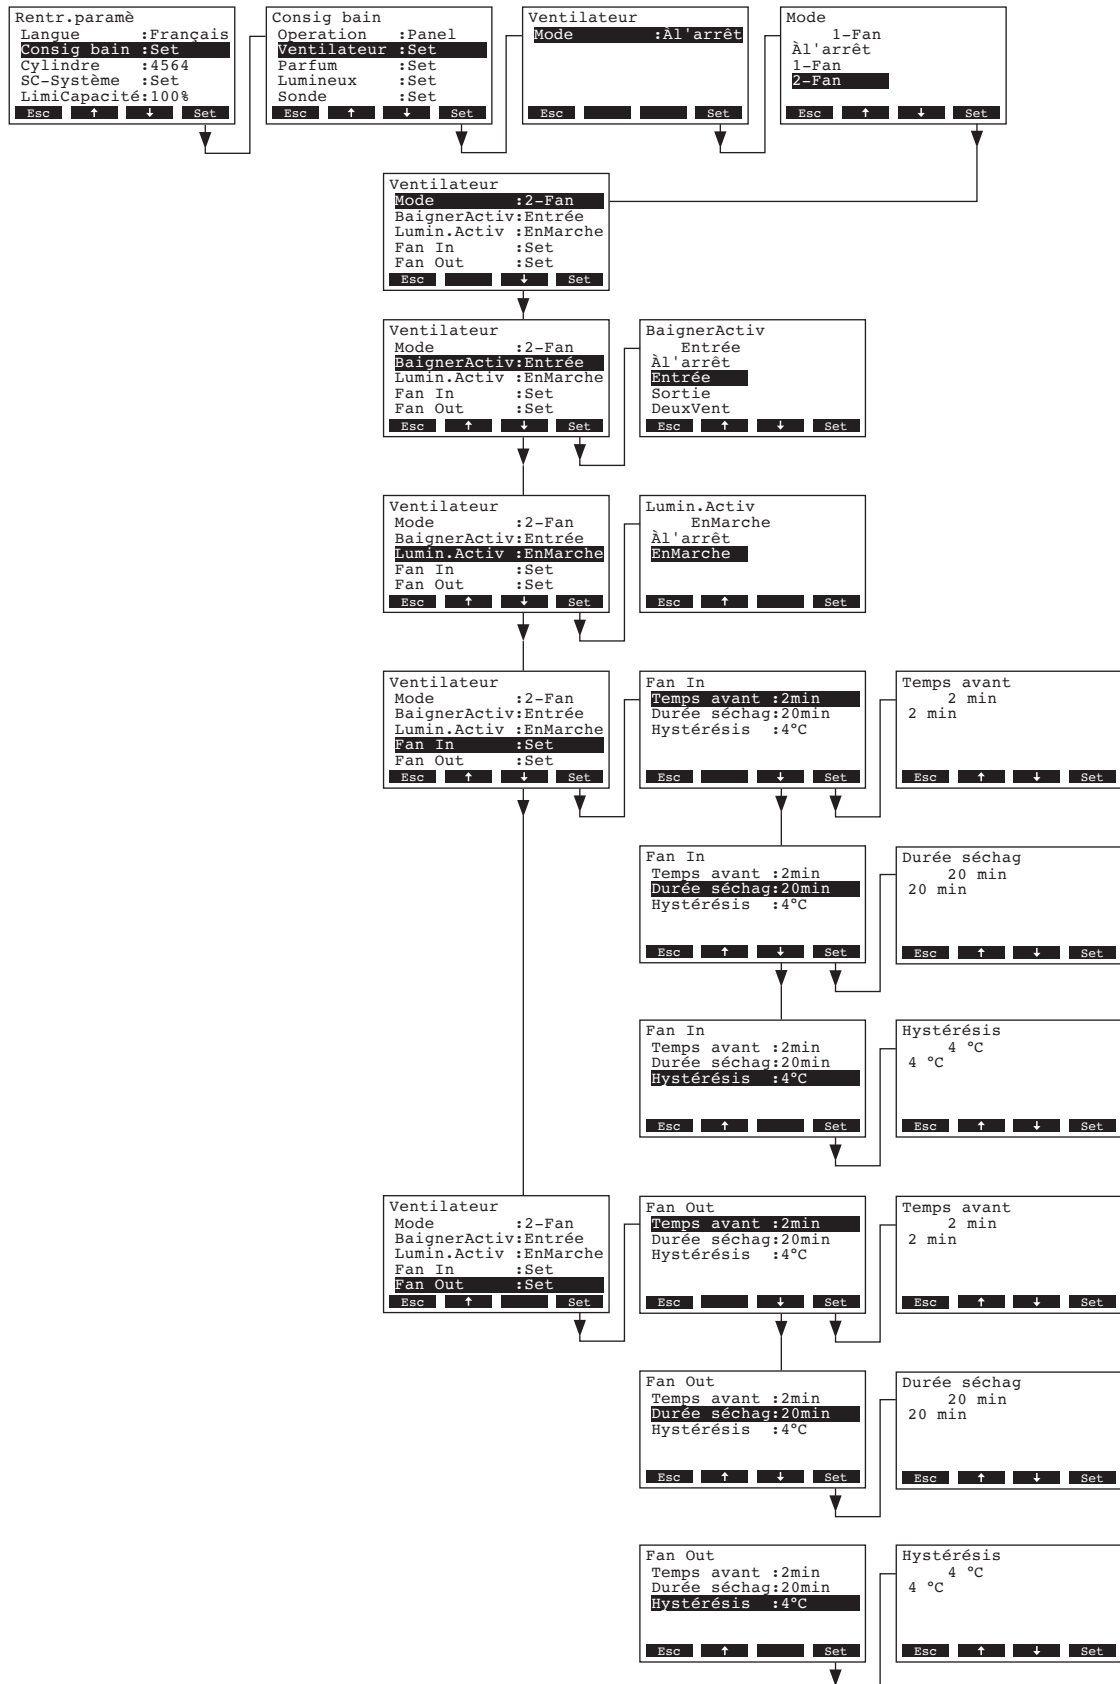 Rentr.paramè
Langue :Français
Consig bain :Set
Cylindre :4564
SC-Système :Set
LimiCapacité:100%
Esc ↑ ↓ Set
Consig bain
Operation :Panel
Ventilateur :Set
Parfum :Set
Lumineux :Set
Sonde :Set
Esc ↑ ↓ Set
Ventilateur
Mode :Àl'arrêt
Esc Set
Mode
1-Fan
Àl'arrêt
1-Fan
2-Fan
Esc ↑ ↓ Set
Ventilateur
Mode :2-Fan
BaignerActiv:Entrée
Lumin.Activ :EnMarche
Fan In :Set
Fan Out :Set
Esc ↓ Set
Ventilateur
Mode :2-Fan
BaignerActiv:Entrée
Lumin.Activ :EnMarche
Fan In :Set
Fan Out :Set
Esc ↑ ↓ Set
BaignerActiv
Entrée
Àl'arrêt
Entrée
Sortie
DeuxVent
Esc ↑ ↓ Set
Ventilateur
Mode :2-Fan
BaignerActiv:Entrée
Lumin.Activ :EnMarche
Fan In :Set
Fan Out :Set
Esc ↑ ↓ Set
Lumin.Activ
EnMarche
Àl'arrêt
EnMarche
Esc ↑ Set
Ventilateur
Mode :2-Fan
BaignerActiv:Entrée
Lumin.Activ :EnMarche
Fan In :Set
Fan Out :Set
Esc ↑ ↓ Set
Fan In
Temps avant :2min
Durée séchag:20min
Hystérésis :4°C
Esc ↓ Set
Temps avant
2 min
2 min
Esc ↑ ↓ Set
Fan In
Temps avant :2min
Durée séchag:20min
Hystérésis :4°C
Esc ↑ ↓ Set
Durée séchag
20 min
20 min
Esc ↑ ↓ Set
Fan In
Temps avant :2min
Durée séchag:20min
Hystérésis :4°C
Esc ↑ Set
Hystérésis
4 °C
4 °C
Esc ↑ ↓ Set
Ventilateur
Mode :2-Fan
BaignerActiv:Entrée
Lumin.Activ :EnMarche
Fan In :Set
Fan Out :Set
Esc ↑ Set
Fan Out
Temps avant :2min
Durée séchag:20min
Hystérésis :4°C
Esc ↓ Set
Temps avant
2 min
2 min
Esc ↑ ↓ Set
Fan Out
Temps avant :2min
Durée séchag:20min
Hystérésis :4°C
Esc ↑ ↓ Set
Durée séchag
20 min
20 min
Esc ↑ ↓ Set
Fan Out
Temps avant :2min
Durée séchag:20min
Hystérésis :4°C
Esc ↑ Set
Hystérésis
4 °C
4 °C
Esc ↑ ↓ Set